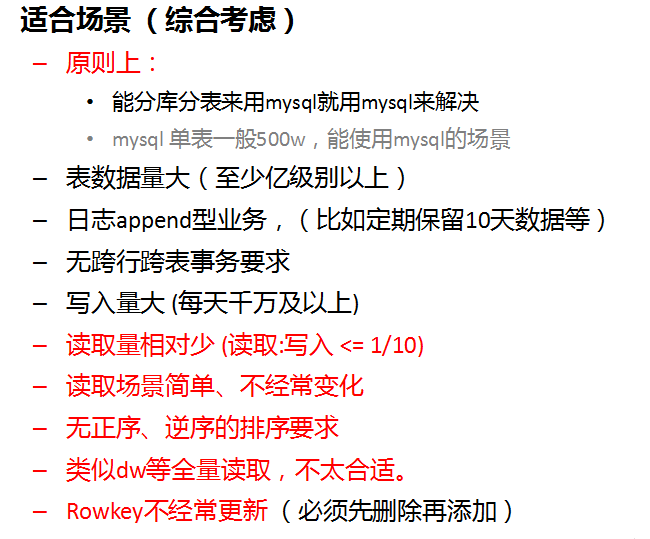 适合场景（综合考虑）
– 原则上：
• 能分库分表来用mysql就用mysql来解决
• mysql 单表一般500w，能使用mysql的场景
– 表数据量大（至少亿级别以上）
– 日志append型业务，（比如定期保留10天数据等）
– 无跨行跨表事务要求
– 写入量大 (每天千万及以上)
– 读取量相对少 (读取:写入 <= 1/10)
– 读取场景简单、不经常变化
– 无正序、逆序的排序要求
– 类似dw等全量读取，不太合适。
– Rowkey不经常更新（必须先删除再添加）